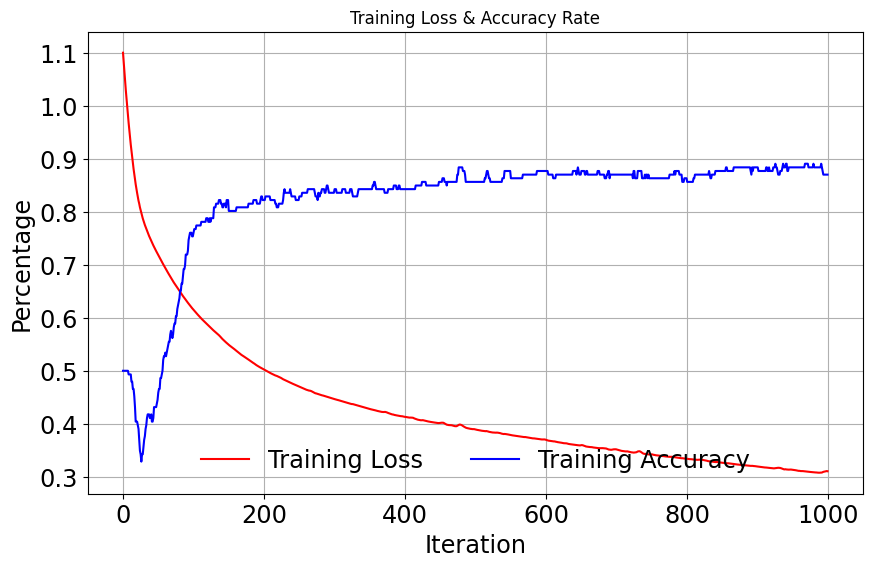 Training Loss & Accuracy Rate
1.1
1.0
0.9
0.8
0.7
0.6
0.5
0.4
0.3
Percentage
Training Loss Training Accuracy
0 200 400 600 800 1000
Iteration